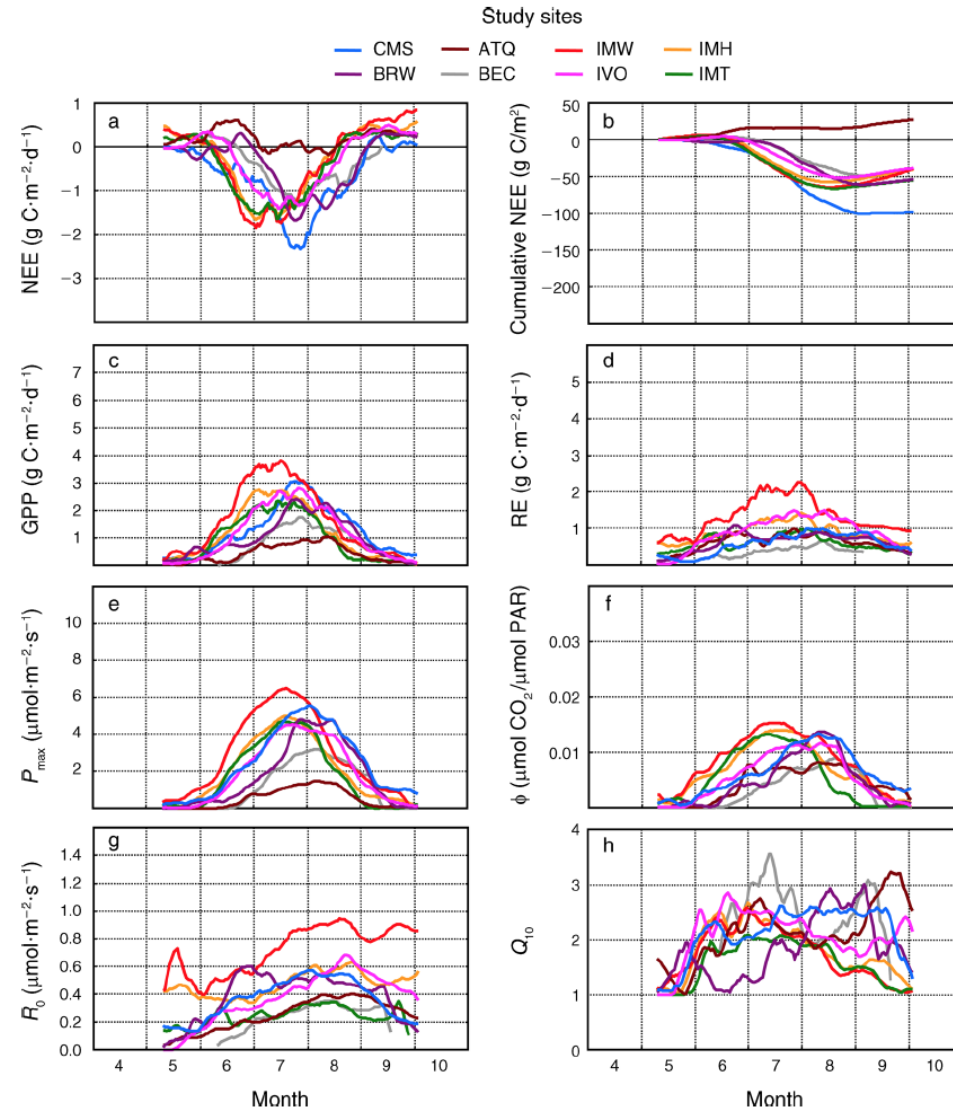 Study sites
CMS ATQ IMW IMH
BRW BEC IVO IMT
a
NEE (g C·m⁻²·d⁻¹)
1
0
−1
−2
−3
b
Cumulative NEE (g C/m²)
50
0
−50
−100
−150
−200
c
GPP (g C·m⁻²·d⁻¹)
7
6
5
4
3
2
1
d
RE (g C·m⁻²·d⁻¹)
5
4
3
2
1
e
Pmax (μmol·m⁻²·s⁻¹)
10
8
6
4
2
f
ϕ (μmol CO₂/μmol PAR)
0.03
0.02
0.01
g
R₀ (μmol·m⁻²·s⁻¹)
1.4
1.2
1.0
0.8
0.6
0.4
0.2
0.0
4 5 6 7 8 9 10
Month
h
Q₁₀
4
3
2
1
0
4 5 6 7 8 9 10
Month